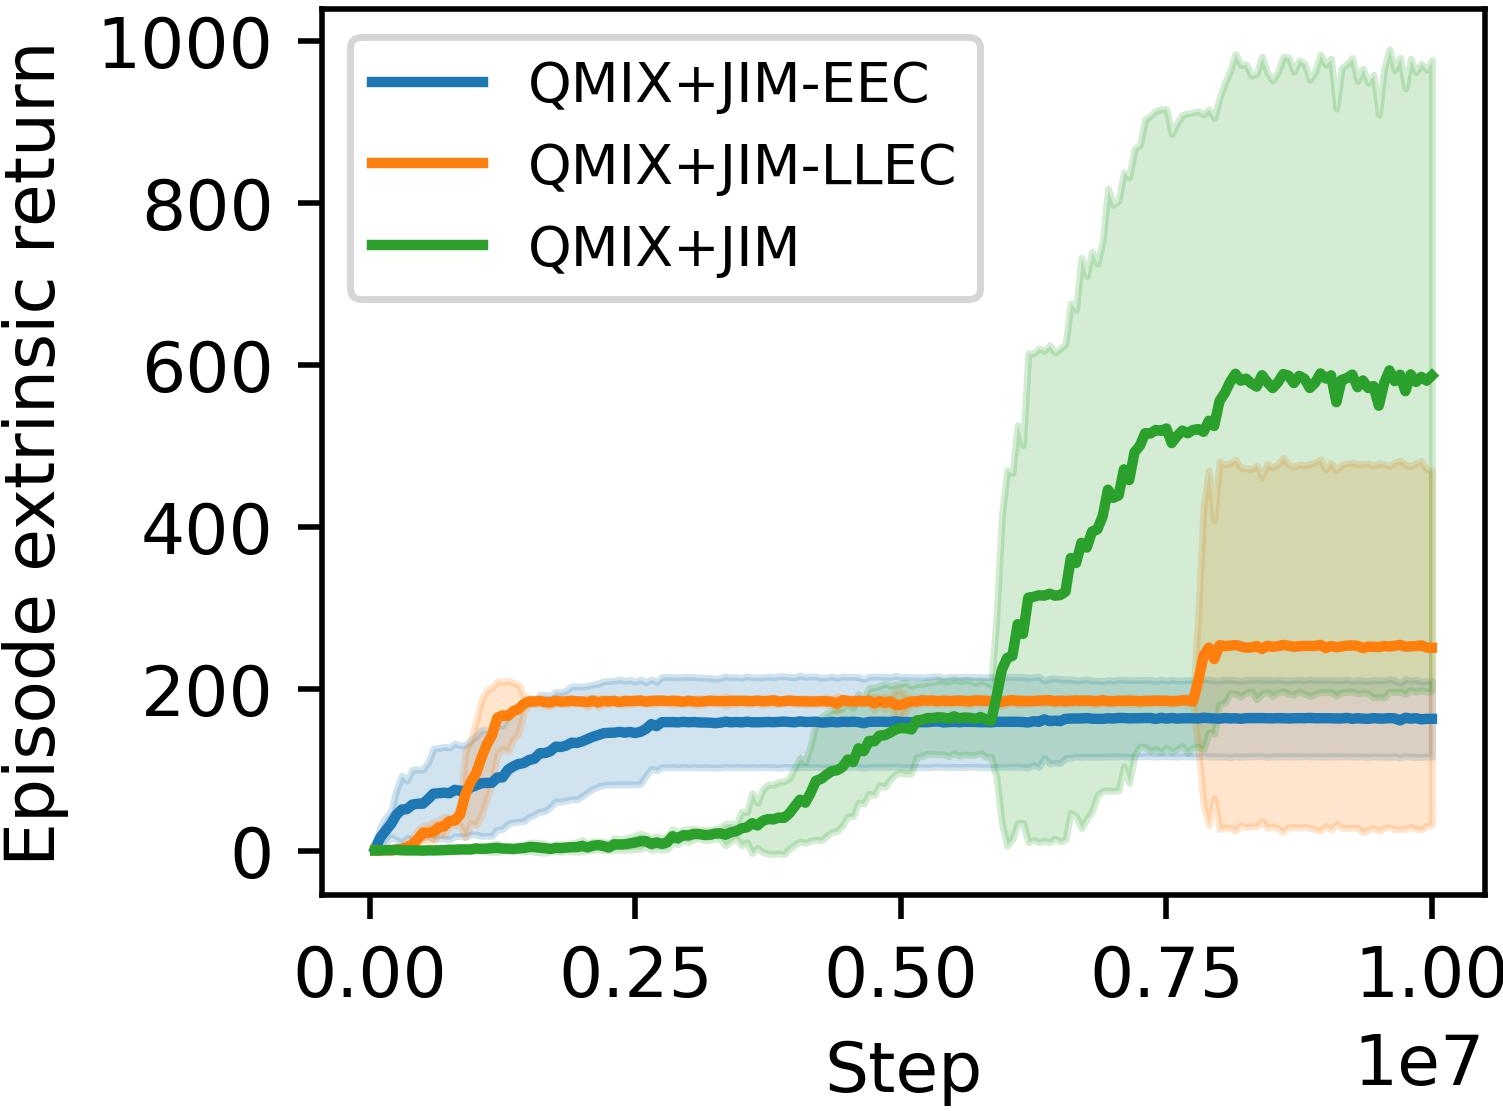 Episode extrinsic return
1000
800
600
400
200
0
QMIX+JIM-EEC
QMIX+JIM-LLEC
QMIX+JIM
0.00 0.25 0.50 0.75 1.00
Step
1e7